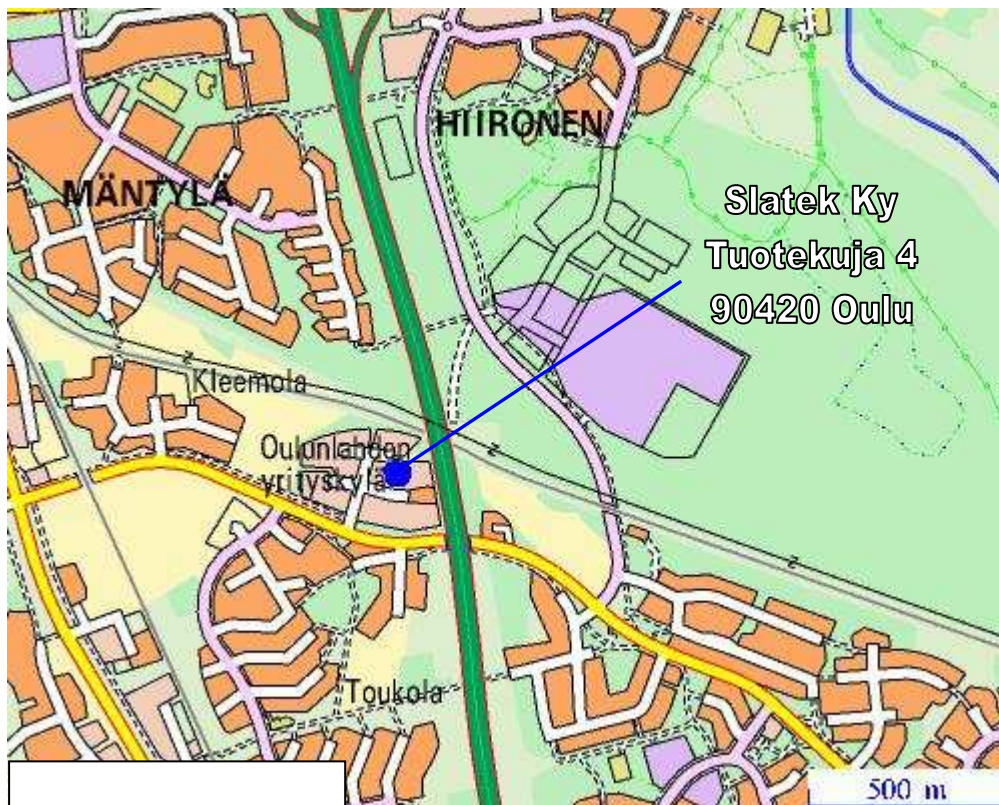 HIIRONEN
MÄNTYLÄ
Slatek Ky
Tuotekuja 4
90420 Oulu
Kleemola
Oulunlahden
yrityskylä
Toukola
500 m